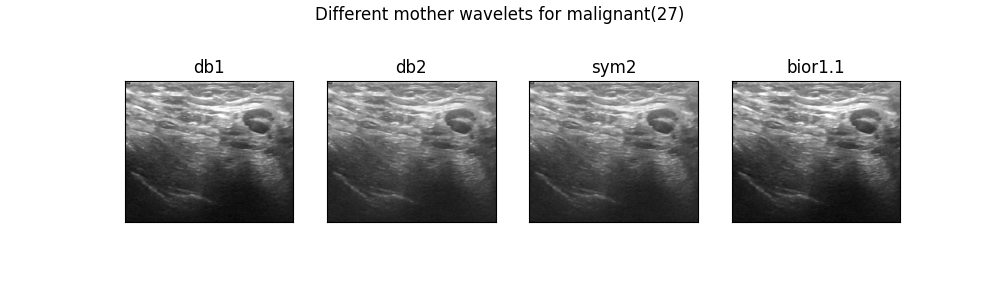 Different mother wavelets for malignant(27)
db1
db2
sym2
bior1.1